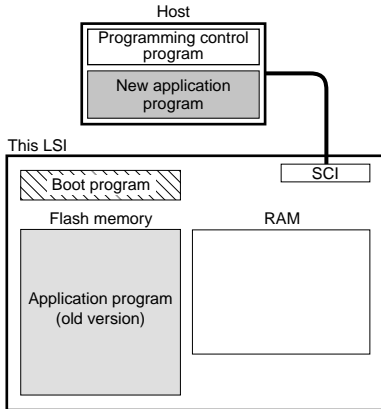 Host
Programming control
program
New application
program
This LSI
SCI
Boot program
Flash memory
RAM
Application program
(old version)